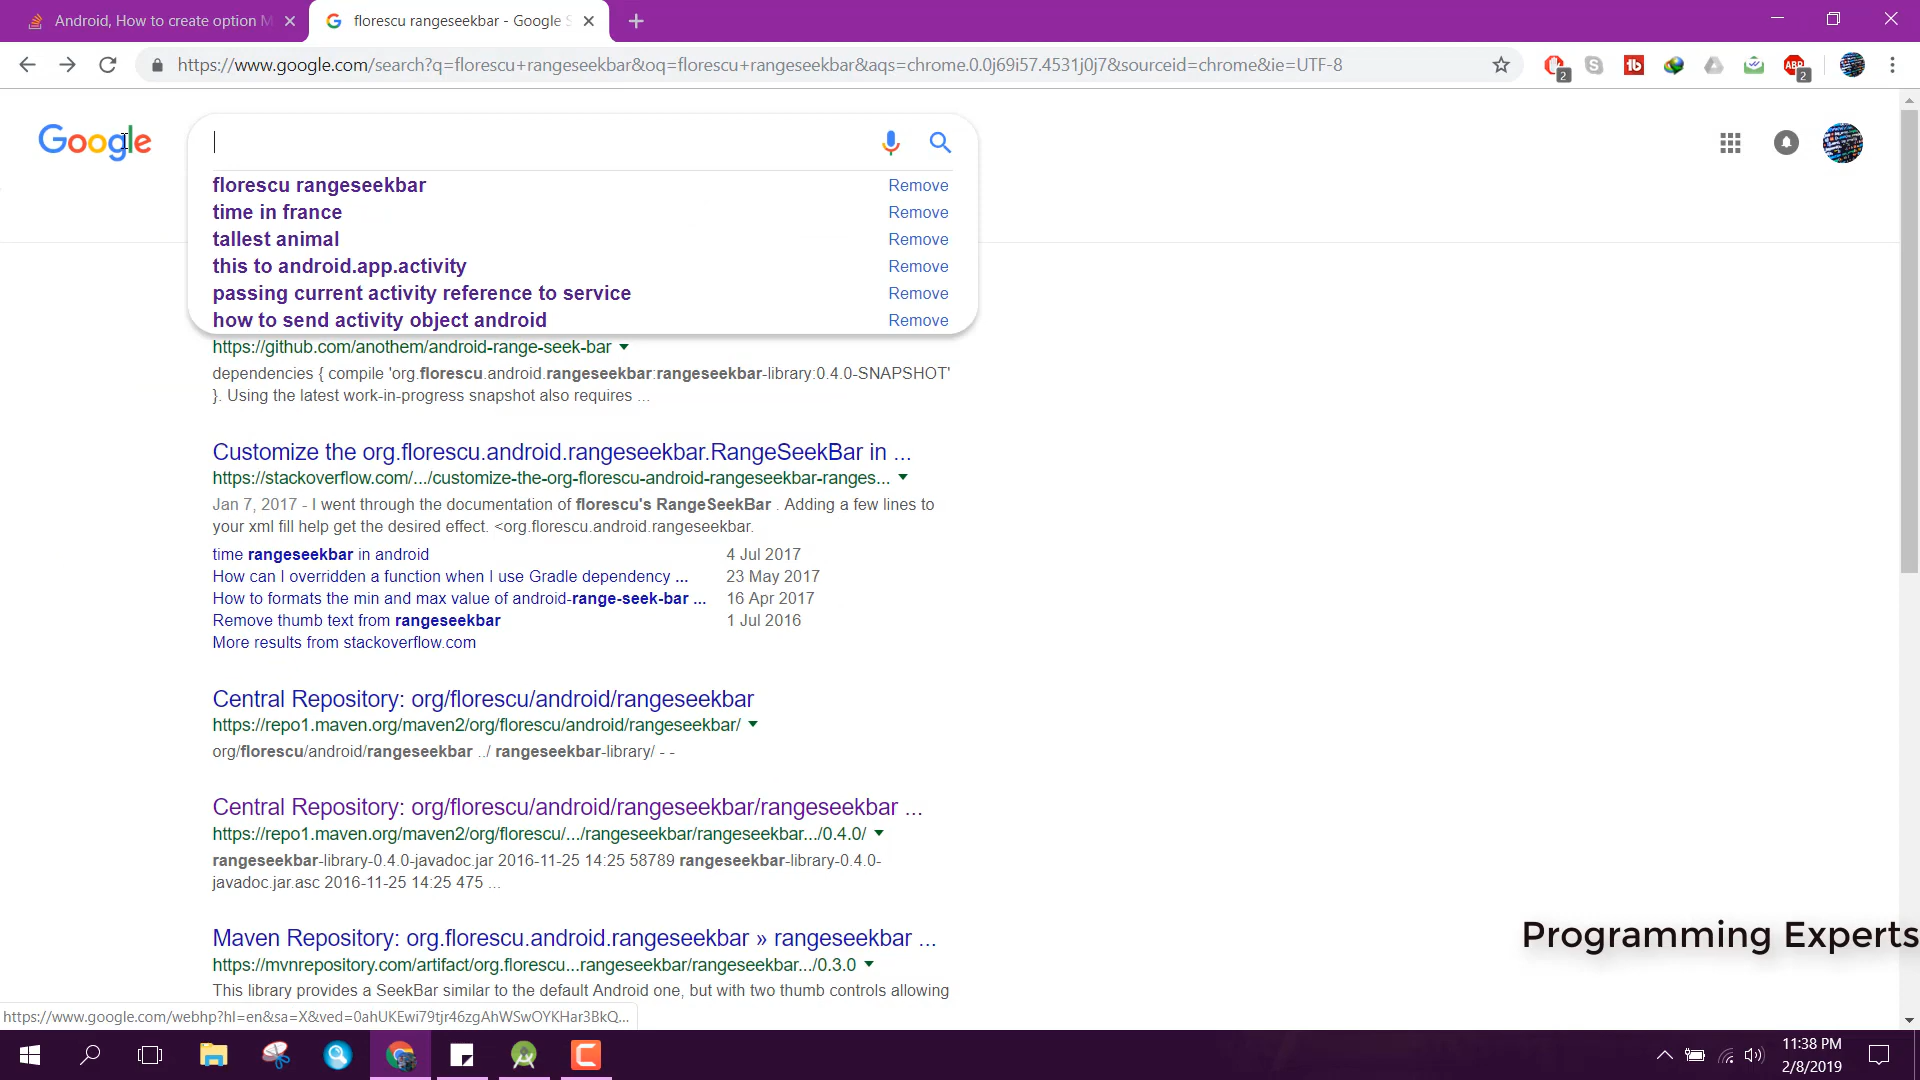 Android, How to create option M
florescu rangeseekbar - Google S
https://www.google.com/search?q=florescu+rangeseekbar&oq=florescu+rangeseekbar&aqs=chrome.0.0j69i57.4531j0j7&sourceid=chrome&ie=UTF-8
2
1b
ABP
2
Google
florescu rangeseekbar Remove
time in france Remove
tallest animal Remove
this to android.app.activity Remove
passing current activity reference to service Remove
how to send activity object android Remove
https://github.com/anothem/android-range-seek-bar
dependencies { compile 'org.florescu.android.rangeseekbar:rangeseekbar-library:0.4.0-SNAPSHOT'
}. Using the latest work-in-progress snapshot also requires ...
Customize the org.florescu.android.rangeseekbar.RangeSeekBar in ...
https://stackoverflow.com/.../customize-the-org-florescu-android-rangeseekbar-ranges...
Jan 7, 2017 - I went through the documentation of florescu's RangeSeekBar . Adding a few lines to
your xml fill help get the desired effect. <org.florescu.android.rangeseekbar.
time rangeseekbar in android 4 Jul 2017
How can I overridden a function when I use Gradle dependency ... 23 May 2017
How to formats the min and max value of android-range-seek-bar ... 16 Apr 2017
Remove thumb text from rangeseekbar 1 Jul 2016
More results from stackoverflow.com
Central Repository: org/florescu/android/rangeseekbar
https://repo1.maven.org/maven2/org/florescu/android/rangeseekbar/
org/florescu/android/rangeseekbar ../ rangeseekbar-library/ - -
Central Repository: org/florescu/android/rangeseekbar/rangeseekbar ...
https://repo1.maven.org/maven2/org/florescu/.../rangeseekbar/rangeseekbar.../0.4.0/
rangeseekbar-library-0.4.0-javadoc.jar 2016-11-25 14:25 58789 rangeseekbar-library-0.4.0-
javadoc.jar.asc 2016-11-25 14:25 475 ...
Programming Experts
Maven Repository: org.florescu.android.rangeseekbar » rangeseekbar ...
https://mvnrepository.com/artifact/org.florescu...rangeseekbar/rangeseekbar.../0.3.0
This library provides a SeekBar similar to the default Android one, but with two thumb controls allowing
https://www.google.com/webhp?hl=en&sa=X&ved=0ahUKEwi79tjr46zgAhWSwOYKHar3BkQ...
11:38 PM
2/8/2019